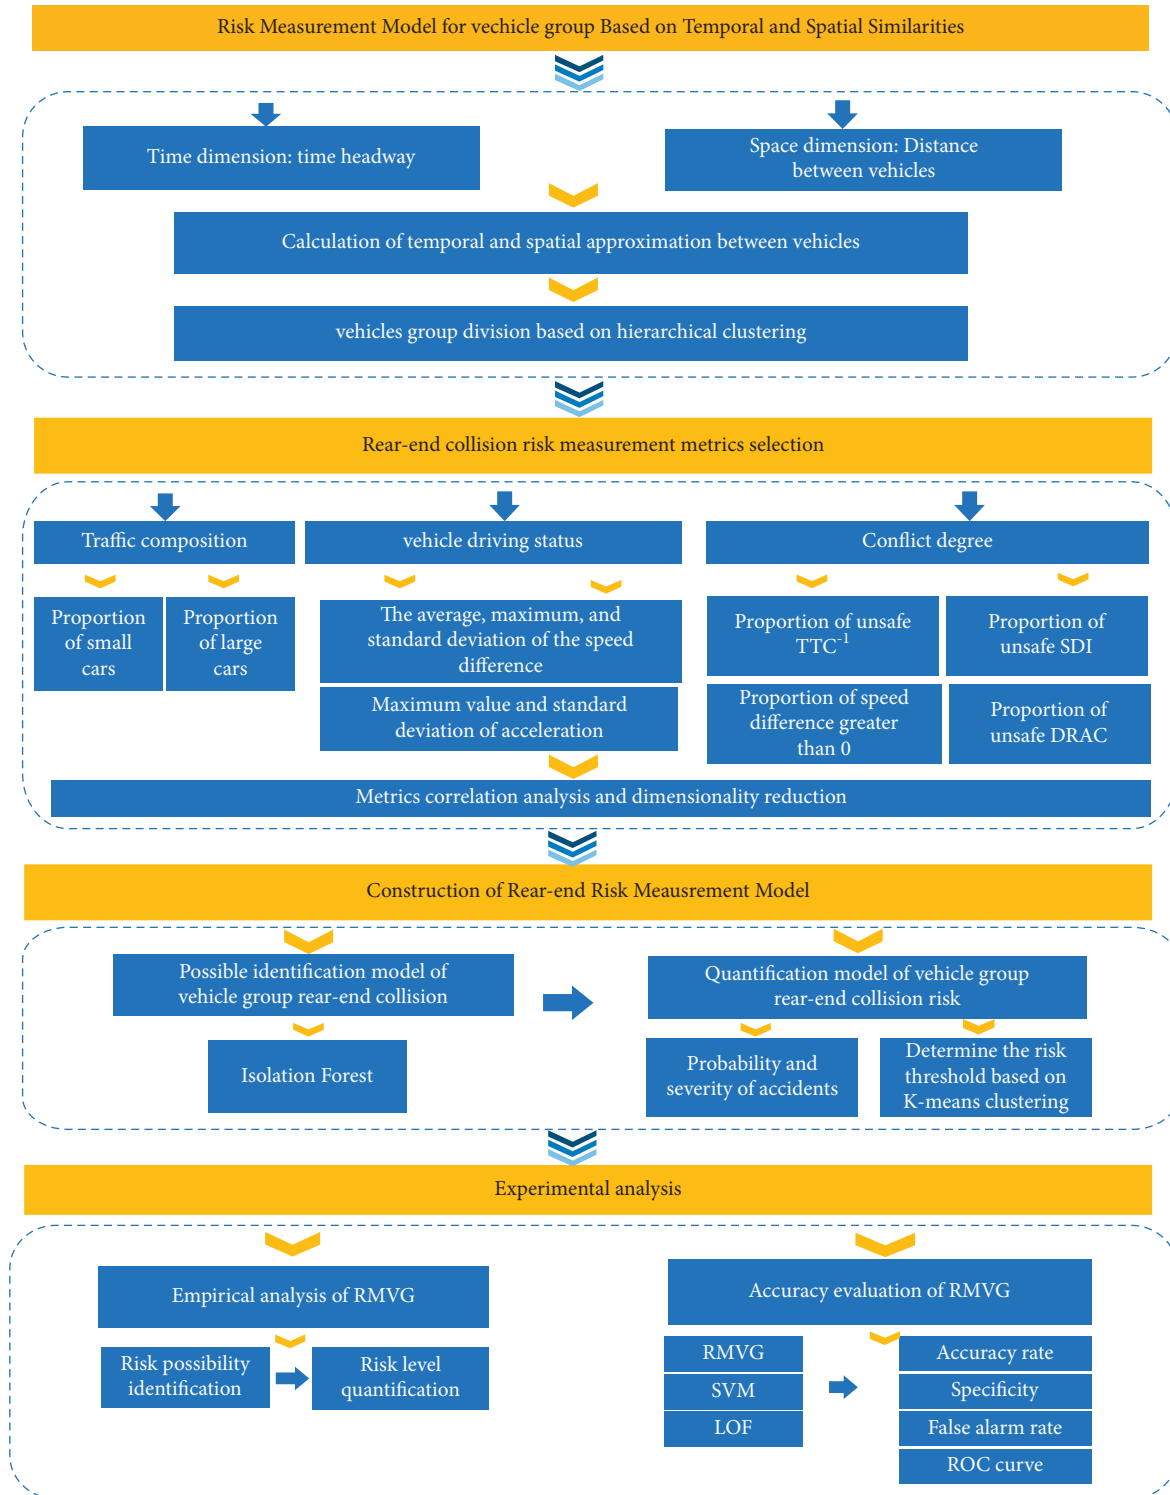 Risk Measurement Model for vechicle group Based on Temporal and Spatial Similarities
Time dimension: time headway
Space dimension: Distance
between vehicles
Calculation of temporal and spatial approximation between vehicles
vehicles group division based on hierarchical clustering
Rear-end collision risk measurement metrics selection
Traffic composition
vehicle driving status
Conflict degree
Proportion
of small
cars
Proportion
of large
cars
The average, maximum, and
standard deviation of the speed
difference
Maximum value and standard
deviation of acceleration
Proportion of unsafe
TTC-1
Proportion of
unsafe SDI
Proportion of speed
difference greater
than 0
Proportion of
unsafe DRAC
Metrics correlation analysis and dimensionality reduction
Construction of Rear-end Risk Meausrement Model
Possible identification model of
vehicle group rear-end collision
Quantification model of vehicle group
rear-end collision risk
Isolation Forest
Probability and
severity of accidents
Determine the risk
threshold based on
K-means clustering
Experimental analysis
Empirical analysis of RMVG
Risk possibility
identification
Risk level
quantification
Accuracy evaluation of RMVG
RMVG
SVM
LOF
Accuracy rate
Specificity
False alarm rate
ROC curve